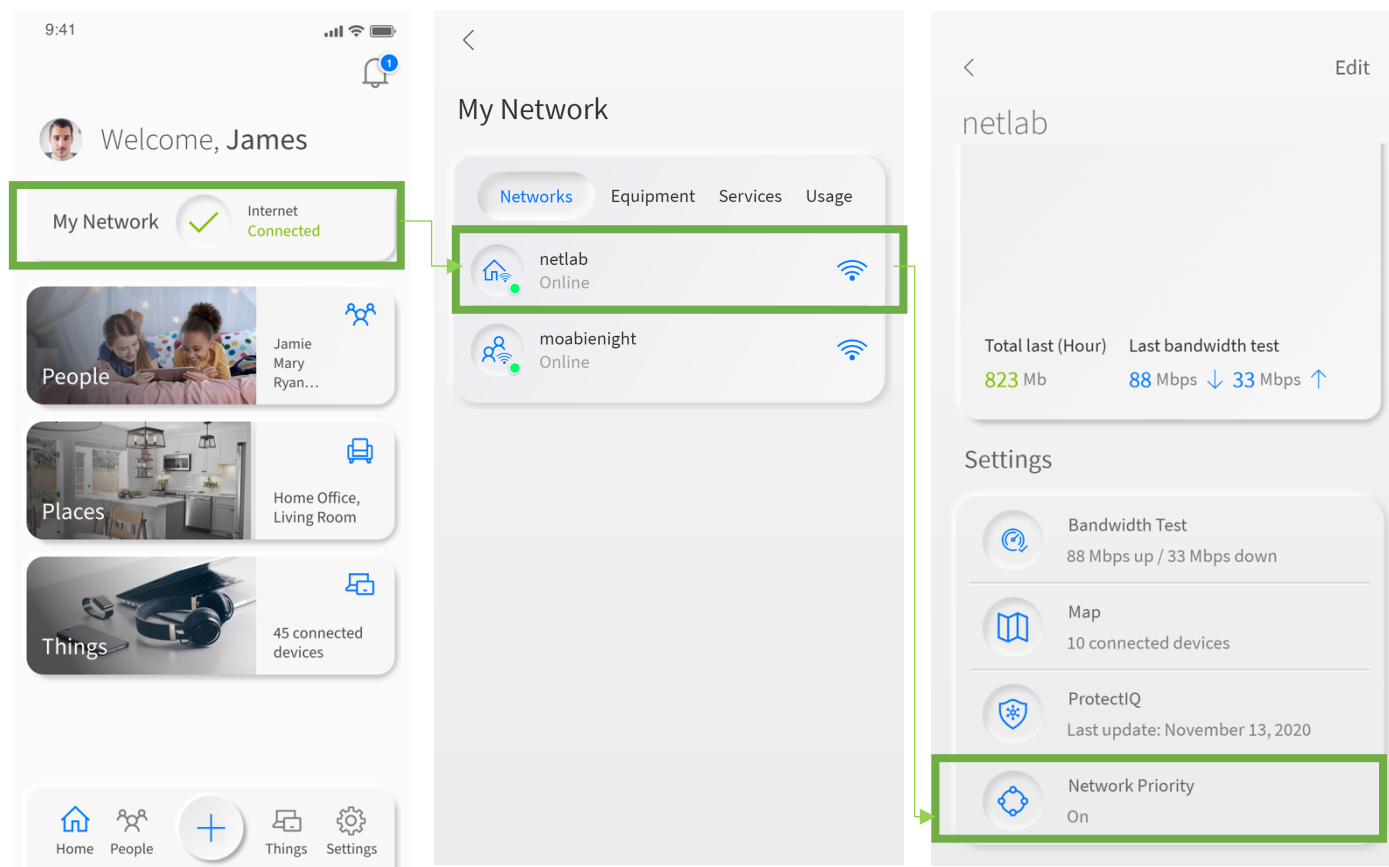 9:41
1
Welcome, James
My Network
Internet
Connected
People
Jamie
Mary
Ryan...
Places
Home Office,
Living Room
Things
45 connected
devices
Home
People
Things
Settings
My Network
Networks
Equipment
Services
Usage
netlab
Online
moabienight
Online
Edit
netlab
Total last (Hour)
823 Mb
Last bandwidth test
88 Mbps ↓ 33 Mbps ↑
Settings
Bandwidth Test
88 Mbps up / 33 Mbps down
Map
10 connected devices
ProtectIQ
Last update: November 13, 2020
Network Priority
On